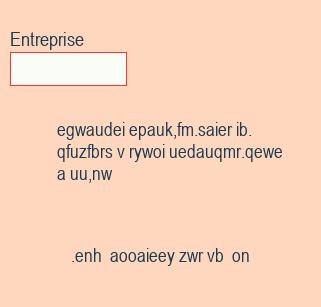 Entreprise
egwaudei epauk,fm.saier ib.
qfuzfbrs v rywoi uedauqmr.qewe
a uu,nw
.enh  aooaieey zwr vb  on